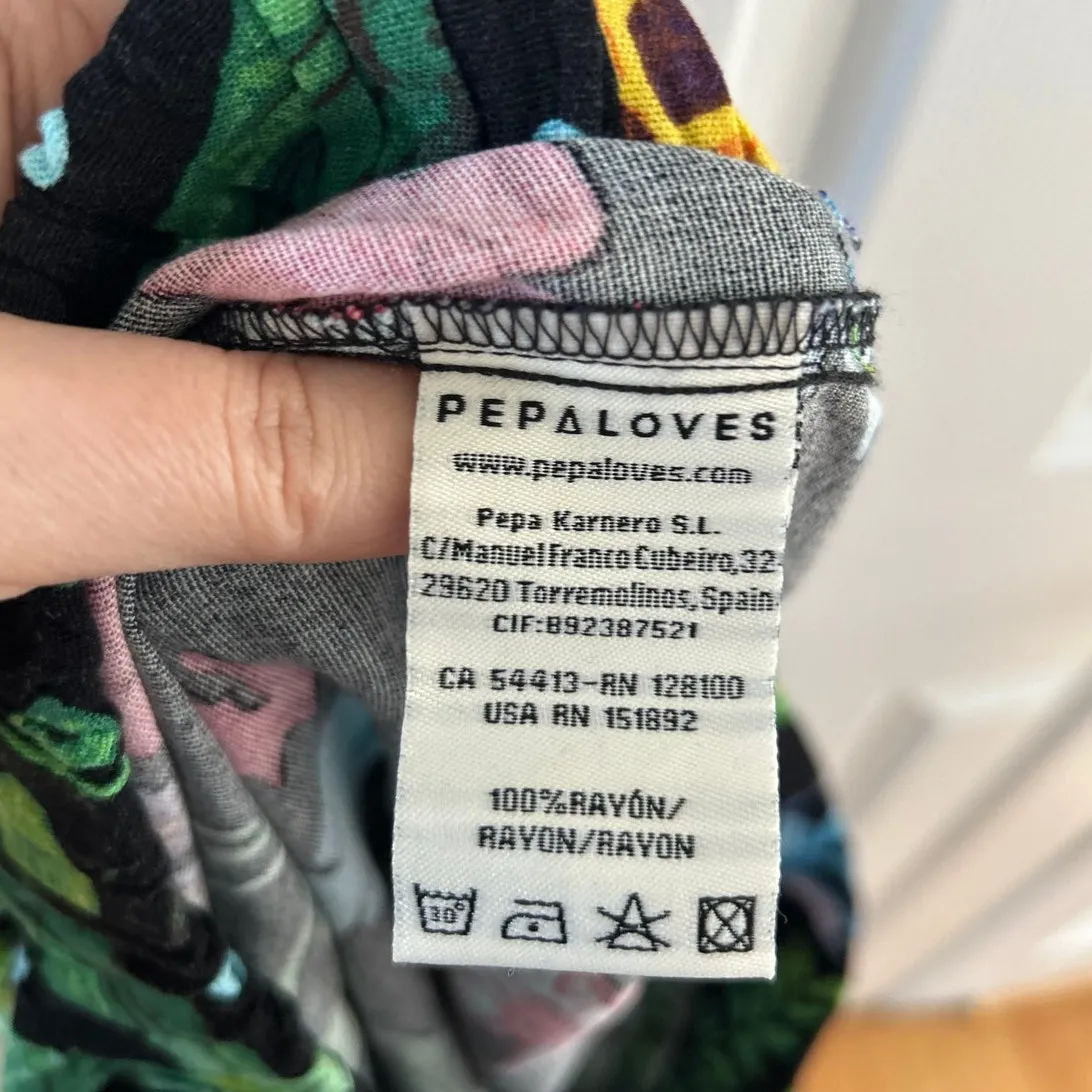 PEPALOVES
www.pepaloves.com
Pepa Karnero S.L.
C/Manuel Franco Cubeiro,32
29620 Torremolinos, Spain
CIF:B92387521
CA 54413-RN 128100
USA RN 151892
100%RAYÓN/
RAYON/RAYON
30°